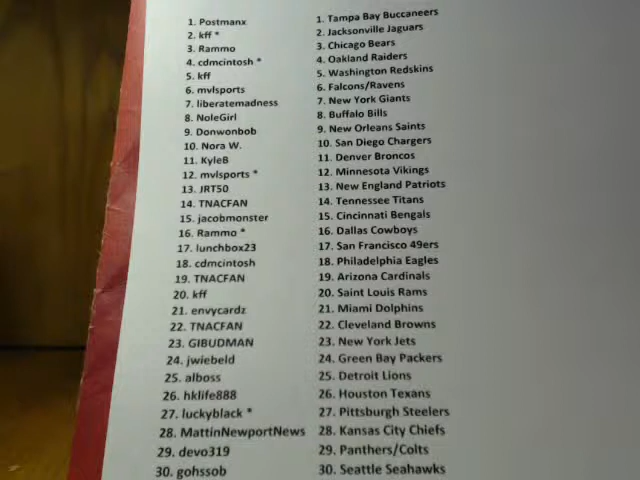 1. Postmanx 1. Tampa Bay Buccaneers
2. kff * 2. Jacksonville Jaguars
3. Rammo 3. Chicago Bears
4. cdmcintosh * 4. Oakland Raiders
5. kff 5. Washington Redskins
6. mvlsports 6. Falcons/Ravens
7. liberatemadness 7. New York Giants
8. NoleGirl 8. Buffalo Bills
9. Donwonbob 9. New Orleans Saints
10. Nora W. 10. San Diego Chargers
11. KyleB 11. Denver Broncos
12. mvlsports * 12. Minnesota Vikings
13. JRT50 13. New England Patriots
14. TNACFAN 14. Tennessee Titans
15. jacobmonster 15. Cincinnati Bengals
16. Rammo * 16. Dallas Cowboys
17. lunchbox23 17. San Francisco 49ers
18. cdmcintosh 18. Philadelphia Eagles
19. TNACFAN 19. Arizona Cardinals
20. kff 20. Saint Louis Rams
21. envycardz 21. Miami Dolphins
22. TNACFAN 22. Cleveland Browns
23. GIBUDMAN 23. New York Jets
24. jwiebeld 24. Green Bay Packers
25. alboss 25. Detroit Lions
26. hklife888 26. Houston Texans
27. luckyblack * 27. Pittsburgh Steelers
28. MattinNewportNews 28. Kansas City Chiefs
29. devo319 29. Panthers/Colts
30. gohssob 30. Seattle Seahawks